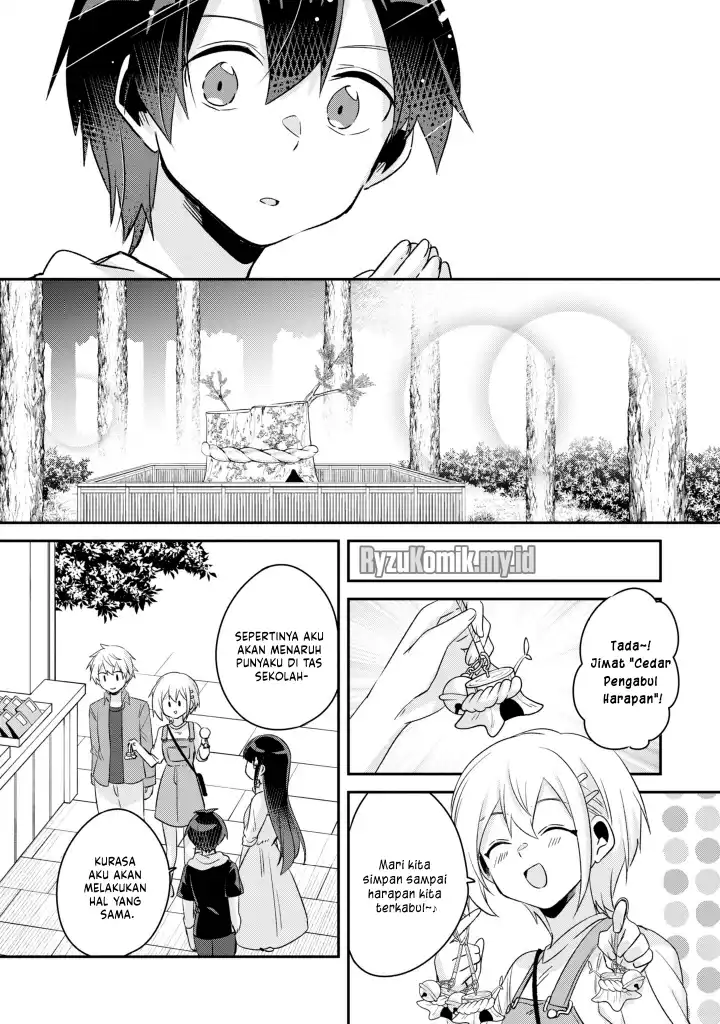 RyzuKomik.my.id
Tada~!
Jimat "Cedar
Pengabul
Harapan"!
Mari kita
simpan sampai
harapan kita
terkabul~♪
SEPERTINYA AKU
AKAN MENARUH
PUNYAKU DI TAS
SEKOLAH-
KURASA
AKU AKAN
MELAKUKAN
HAL YANG
SAMA.